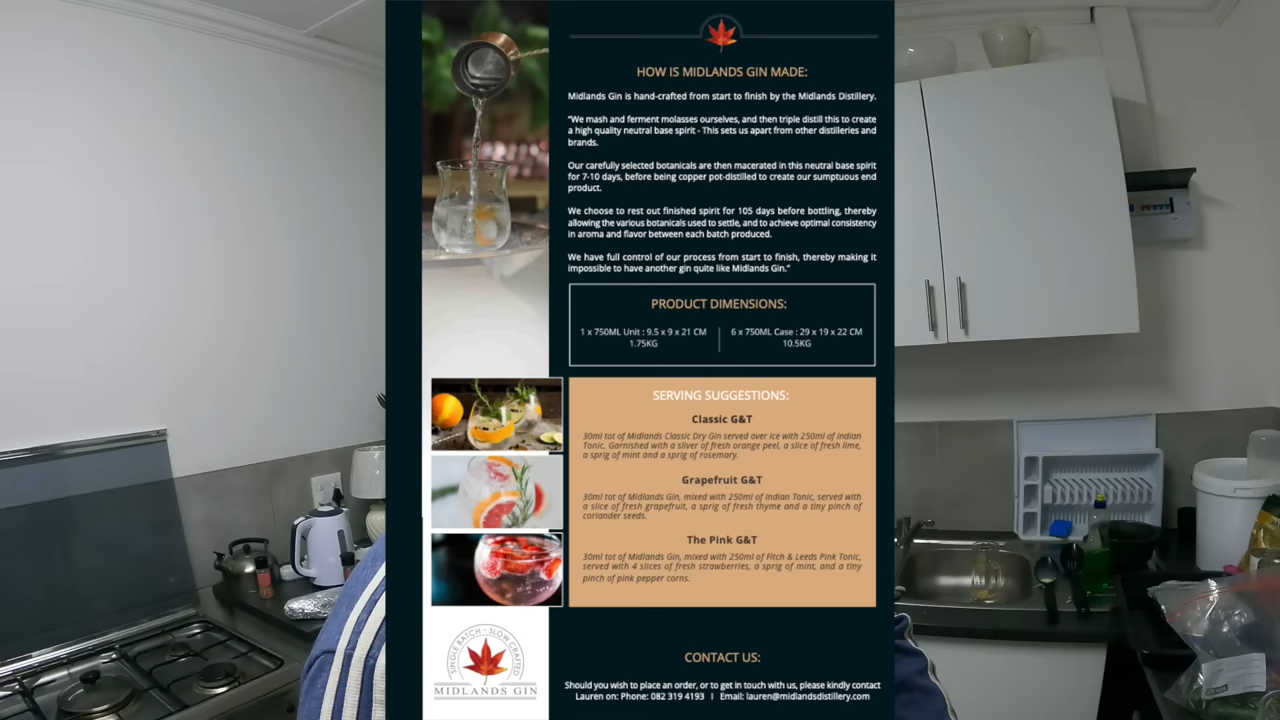 HOW IS MIDLANDS GIN MADE:
Midlands Gin is hand-crafted from start to finish by the Midlands Distillery.
“We mash and ferment molasses ourselves, and then triple distill this to create
a high quality neutral base spirit - This sets us apart from other distilleries and
brands.
Our carefully selected botanicals are then macerated in this neutral base spirit
for 7-10 days, before being copper pot-distilled to create our sumptuous end
product.
We choose to rest out finished spirit for 105 days before bottling, thereby
allowing the various botanicals used to settle, and to achieve optimal consistency
in aroma and flavor between each batch produced.
We have full control of our process from start to finish, thereby making it
impossible to have another gin quite like Midlands Gin.”
PRODUCT DIMENSIONS:
1 x 750ML Unit : 9.5 x 9 x 21 CM
1.75KG
6 x 750ML Case : 29 x 19 x 22 CM
10.5KG
SERVING SUGGESTIONS:
Classic G&T
30ml tot of Midlands Classic Dry Gin served over ice with 250ml of Indian
Tonic, Garnished with a sliver of fresh orange peel, a slice of fresh lime,
a sprig of mint and a sprig of rosemary.
Grapefruit G&T
30ml tot of Midlands Gin, mixed with 250ml of Indian Tonic, served with
a slice of fresh grapefruit, a sprig of fresh thyme and a tiny pinch of
coriander seeds.
The Pink G&T
30ml tot of Midlands Gin, mixed with 250ml of Fitch & Leeds Pink Tonic,
served with 4 slices of fresh strawberries, a sprig of mint, and a tiny
pinch of pink pepper corns.
SINGLE BATCH - SLOW CRAFTED
MIDLANDS GIN
CONTACT US:
Should you wish to place an order, or to get in touch with us, please kindly contact
Lauren on: Phone: 082 319 4193 I Email: lauren@midlandsdistillery.com